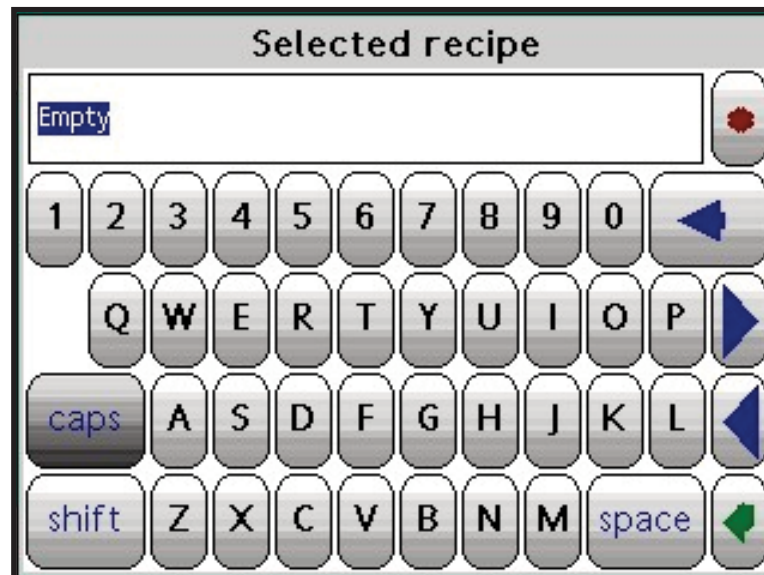 Selected recipe
Empty
1 2 3 4 5 6 7 8 9 0
Q W E R T Y U I O P
caps A S D F G H J K L
shift Z X C V B N M space